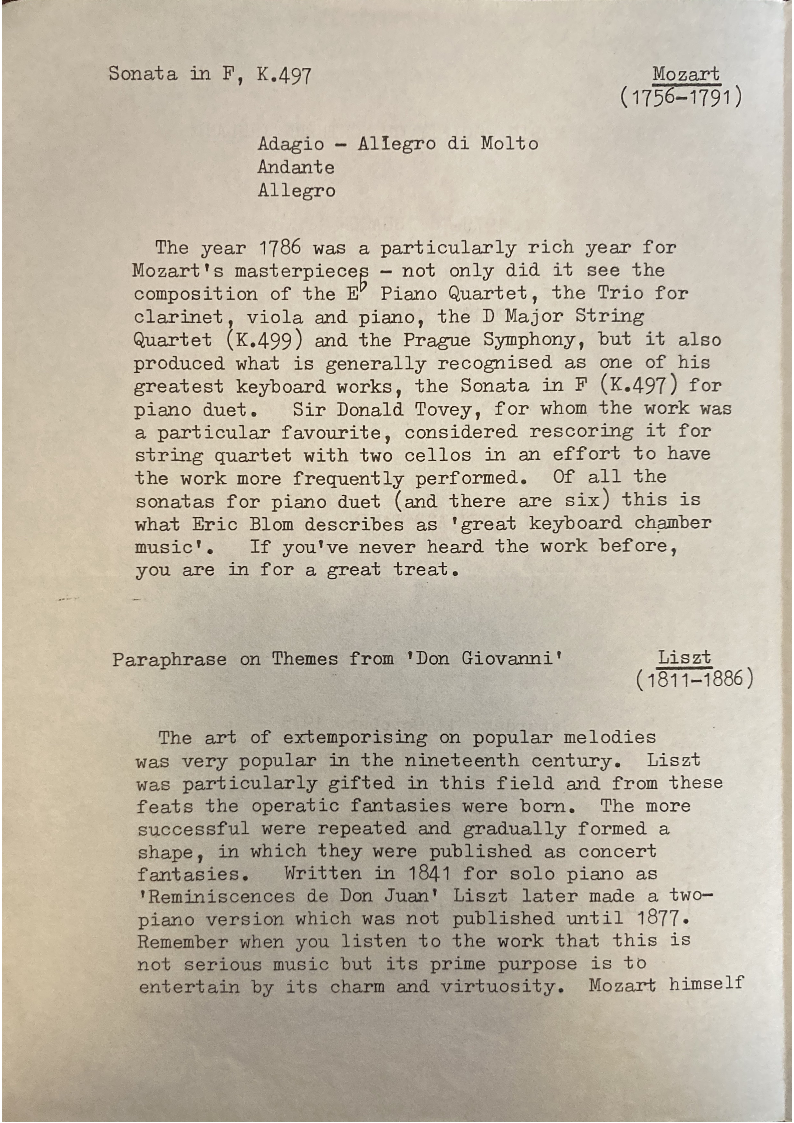 Sonata in F, K.497
Mozart
(1756-1791)
Adagio - Allegro di Molto
Andante
Allegro
The year 1786 was a particularly rich year for
Mozart's masterpieces - not only did it see the
composition of the E♭ Piano Quartet, the Trio for
clarinet, viola and piano, the D Major String
Quartet (K.499) and the Prague Symphony, but it also
produced what is generally recognised as one of his
greatest keyboard works, the Sonata in F (K.497) for
piano duet. Sir Donald Tovey, for whom the work was
a particular favourite, considered rescoring it for
string quartet with two cellos in an effort to have
the work more frequently performed. Of all the
sonatas for piano duet (and there are six) this is
what Eric Blom describes as 'great keyboard chamber
music'. If you've never heard the work before,
you are in for a great treat.
Paraphrase on Themes from 'Don Giovanni'
Liszt
(1811-1886)
The art of extemporising on popular melodies
was very popular in the nineteenth century. Liszt
was particularly gifted in this field and from these
feats the operatic fantasies were born. The more
successful were repeated and gradually formed a
shape, in which they were published as concert
fantasies. Written in 1841 for solo piano as
'Reminiscences de Don Juan' Liszt later made a two-
piano version which was not published until 1877.
Remember when you listen to the work that this is
not serious music but its prime purpose is to
entertain by its charm and virtuosity. Mozart himself